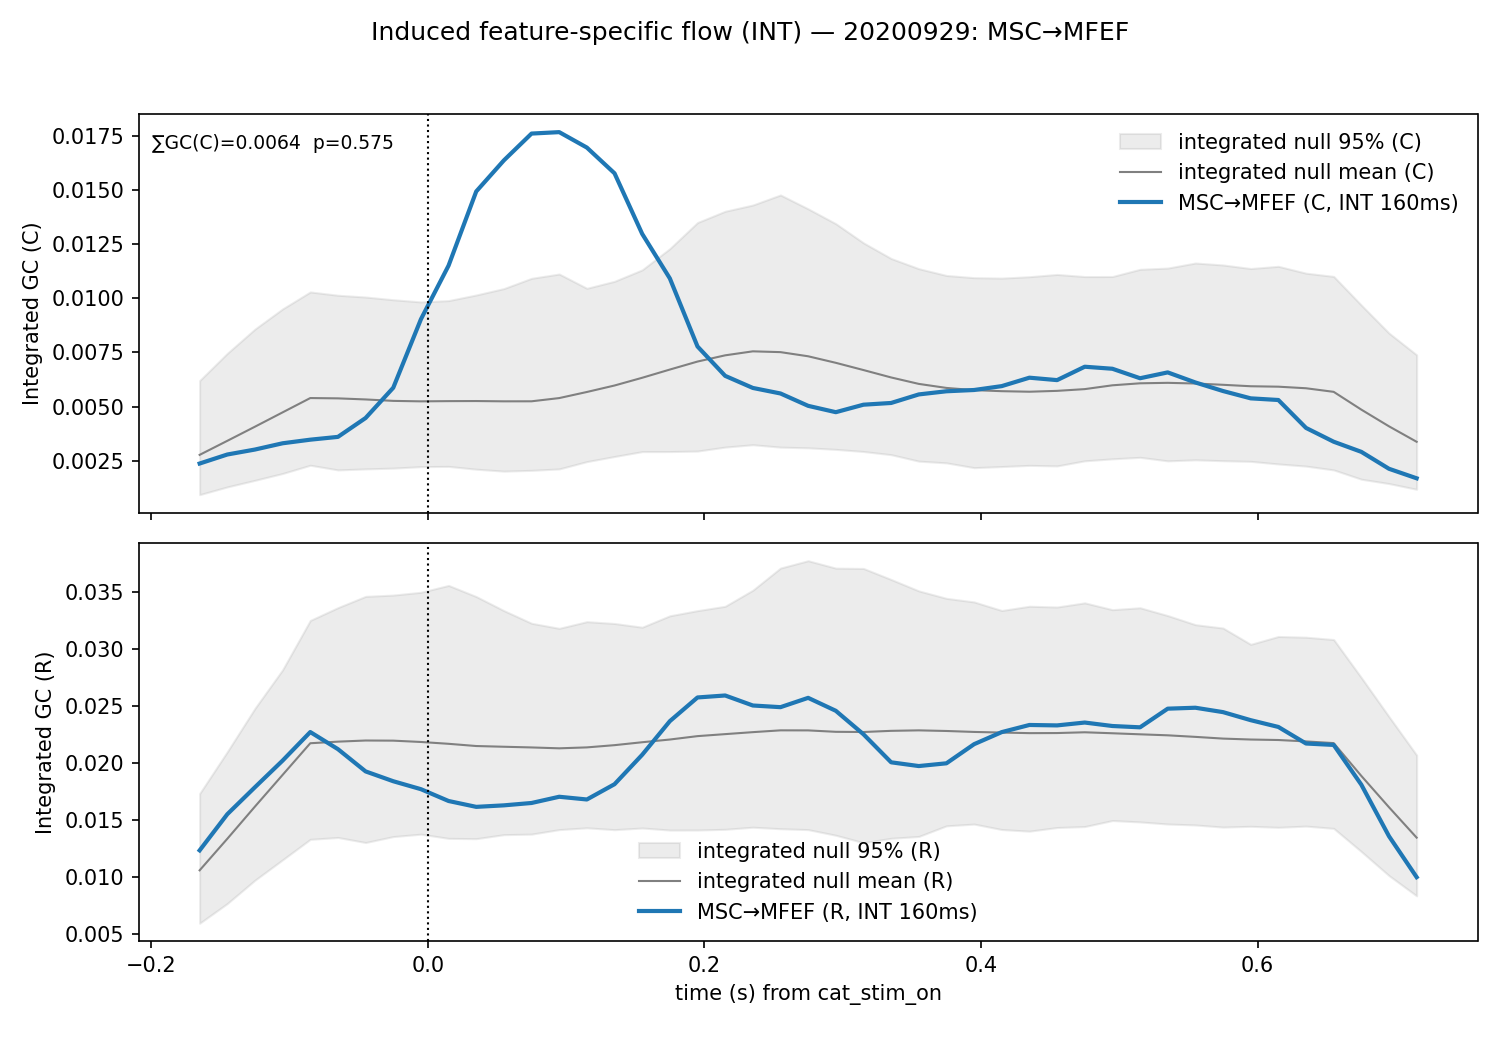 Induced feature-specific flow (INT) — 20200929: MSC→MFEF
∑GC(C)=0.0064  p=0.575
integrated null 95% (C)
integrated null mean (C)
MSC→MFEF (C, INT 160ms)
Integrated GC (C)
0.0175
0.0150
0.0125
0.0100
0.0075
0.0050
0.0025
Integrated GC (R)
0.035
0.030
0.025
0.020
0.015
0.010
0.005
integrated null 95% (R)
integrated null mean (R)
MSC→MFEF (R, INT 160ms)
−0.2 0.0 0.2 0.4 0.6
time (s) from cat_stim_on